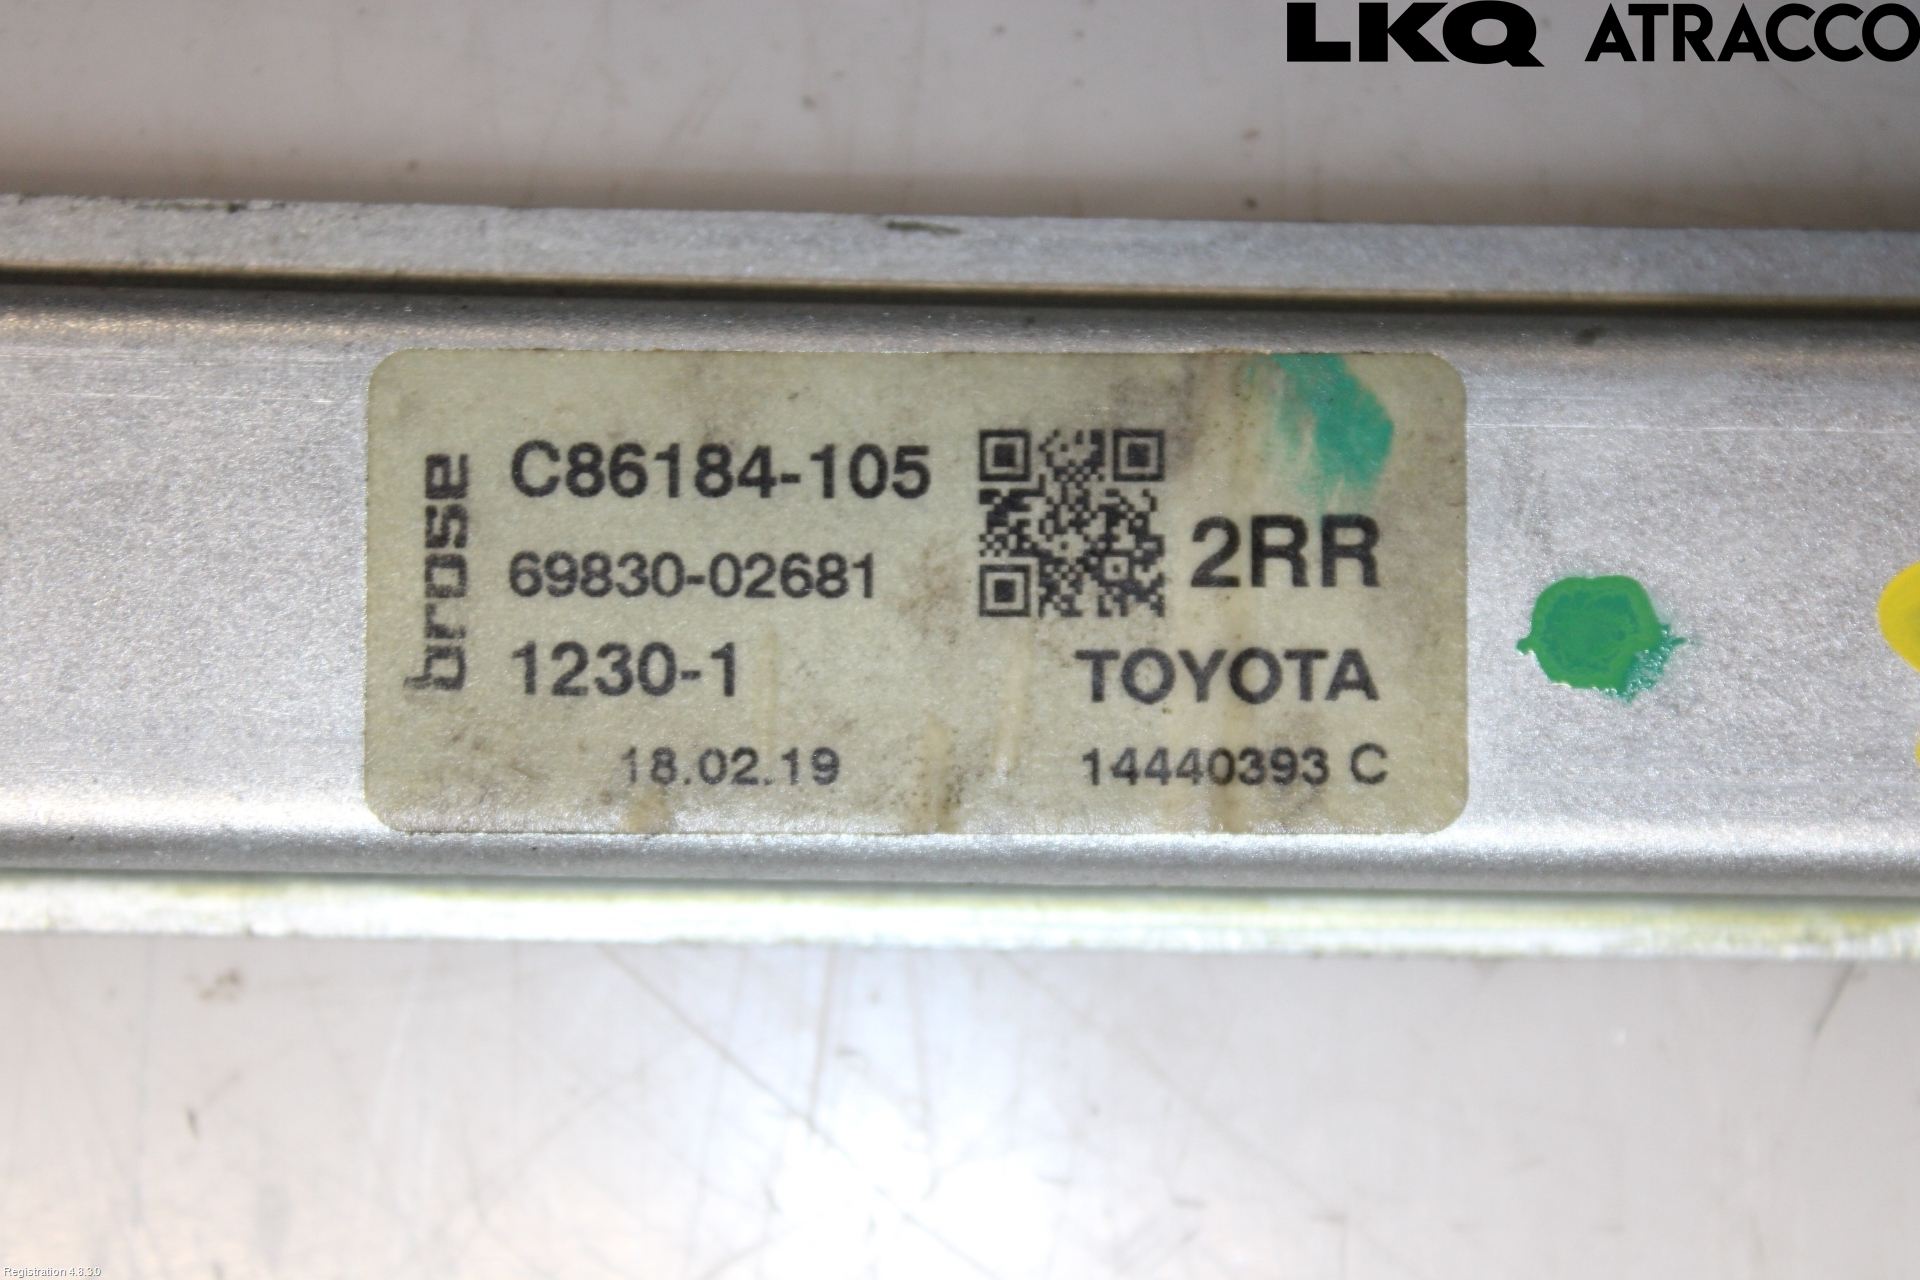 LKQ ATRACCO
brose
C86184-105
69830-02681
2RR
1230-1
TOYOTA
18.02.19
14440393 C
Registration 4.8.3.0